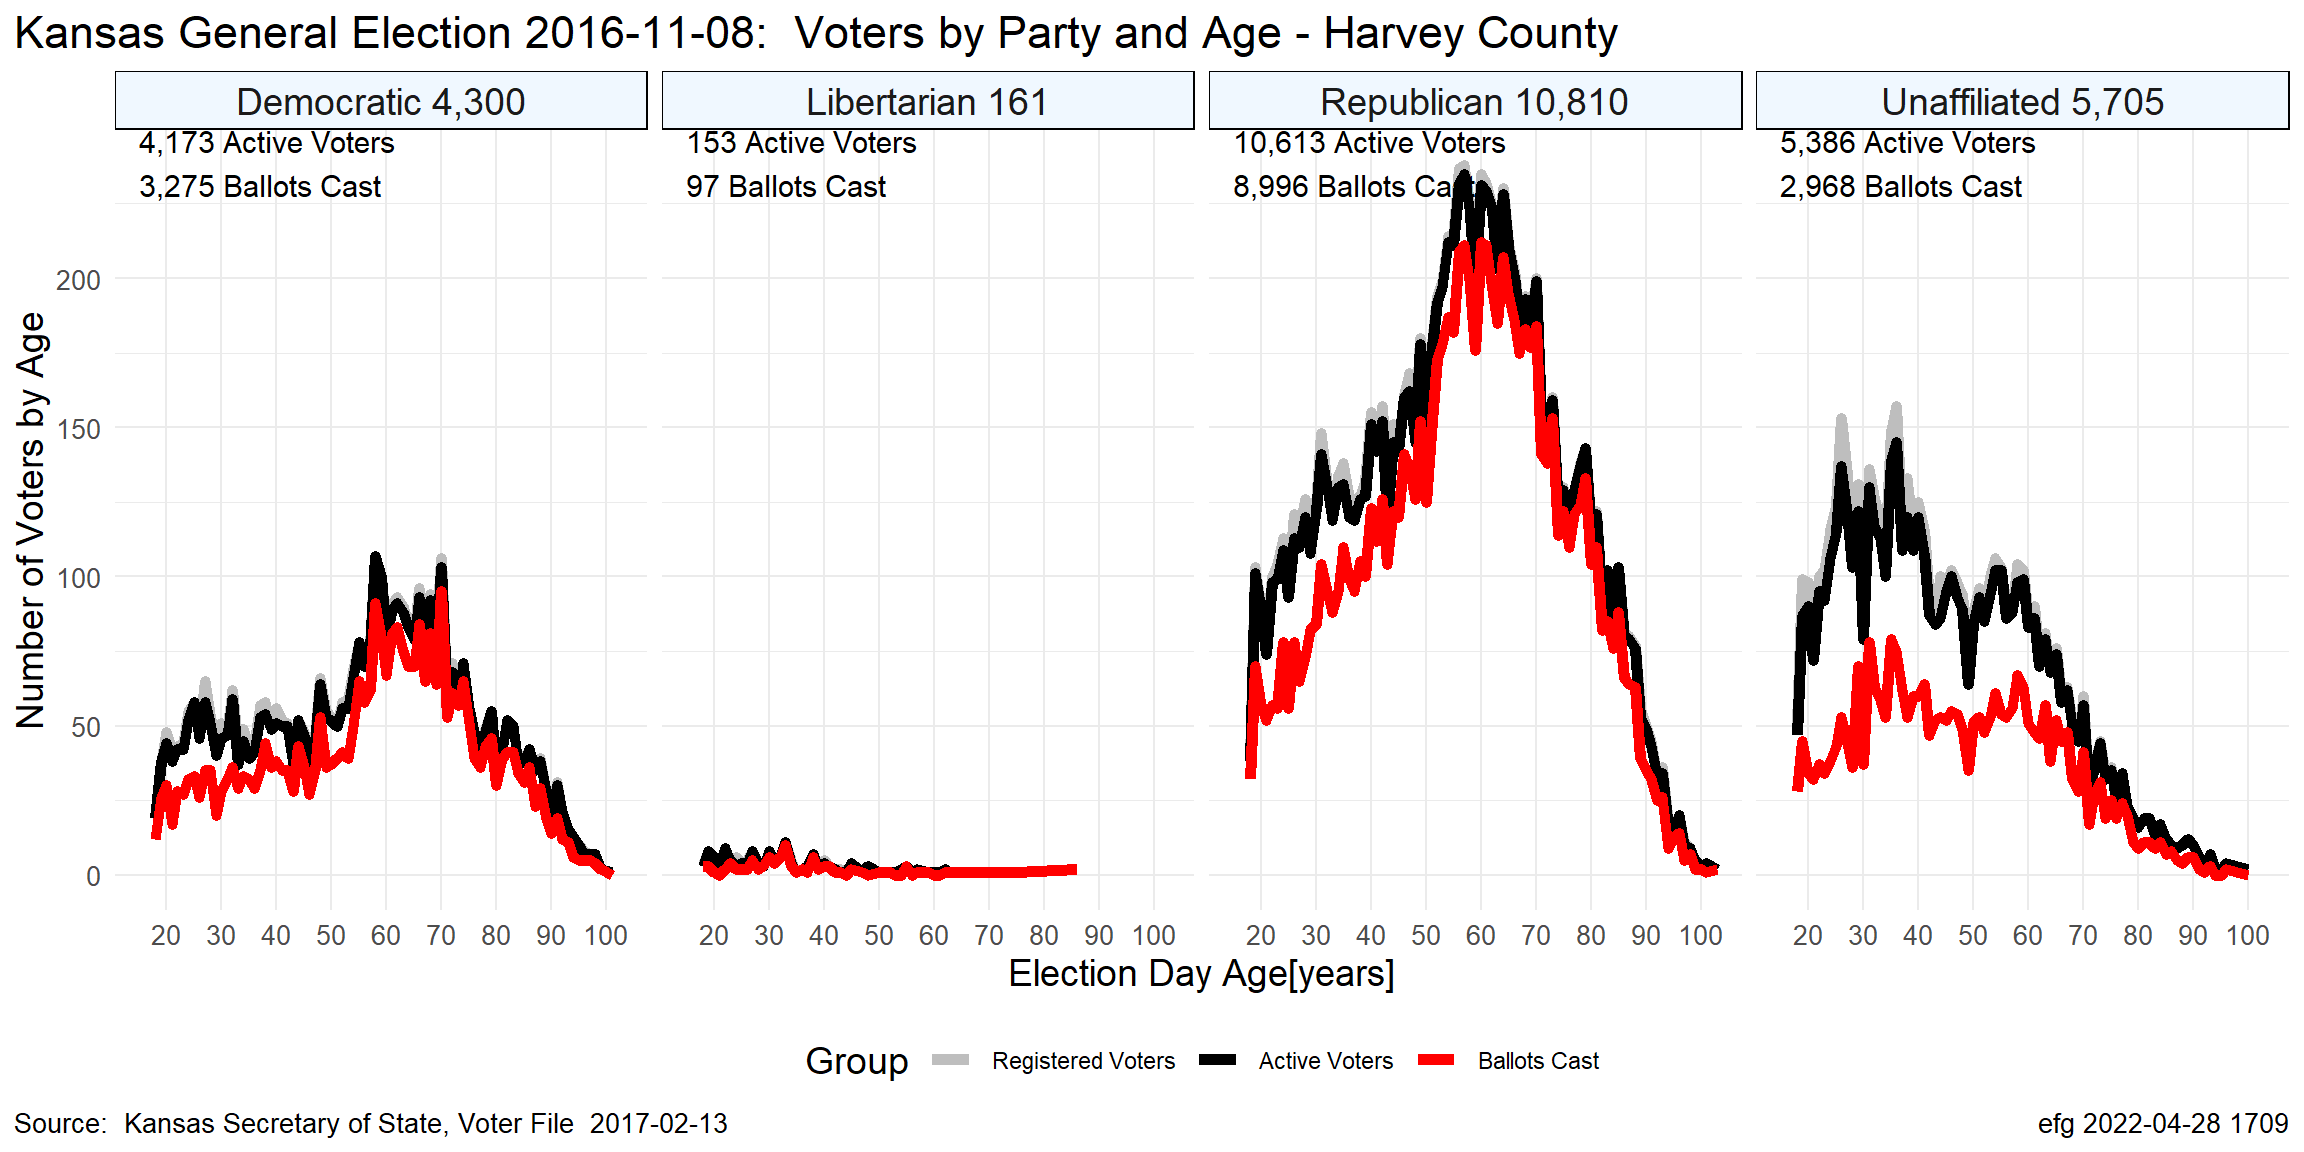 Kansas General Election 2016-11-08:  Voters by Party and Age - Harvey County
Democratic 4,300
Libertarian 161
Republican 10,810
Unaffiliated 5,705
4,173 Active Voters
3,275 Ballots Cast
153 Active Voters
97 Ballots Cast
10,613 Active Voters
8,996 Ballots Cast
5,386 Active Voters
2,968 Ballots Cast
Number of Voters by Age
200
150
100
50
0
20 30 40 50 60 70 80 90 100
20 30 40 50 60 70 80 90 100
20 30 40 50 60 70 80 90 100
20 30 40 50 60 70 80 90 100
Election Day Age[years]
Group Registered Voters Active Voters Ballots Cast
Source:  Kansas Secretary of State, Voter File  2017-02-13
efg 2022-04-28 1709